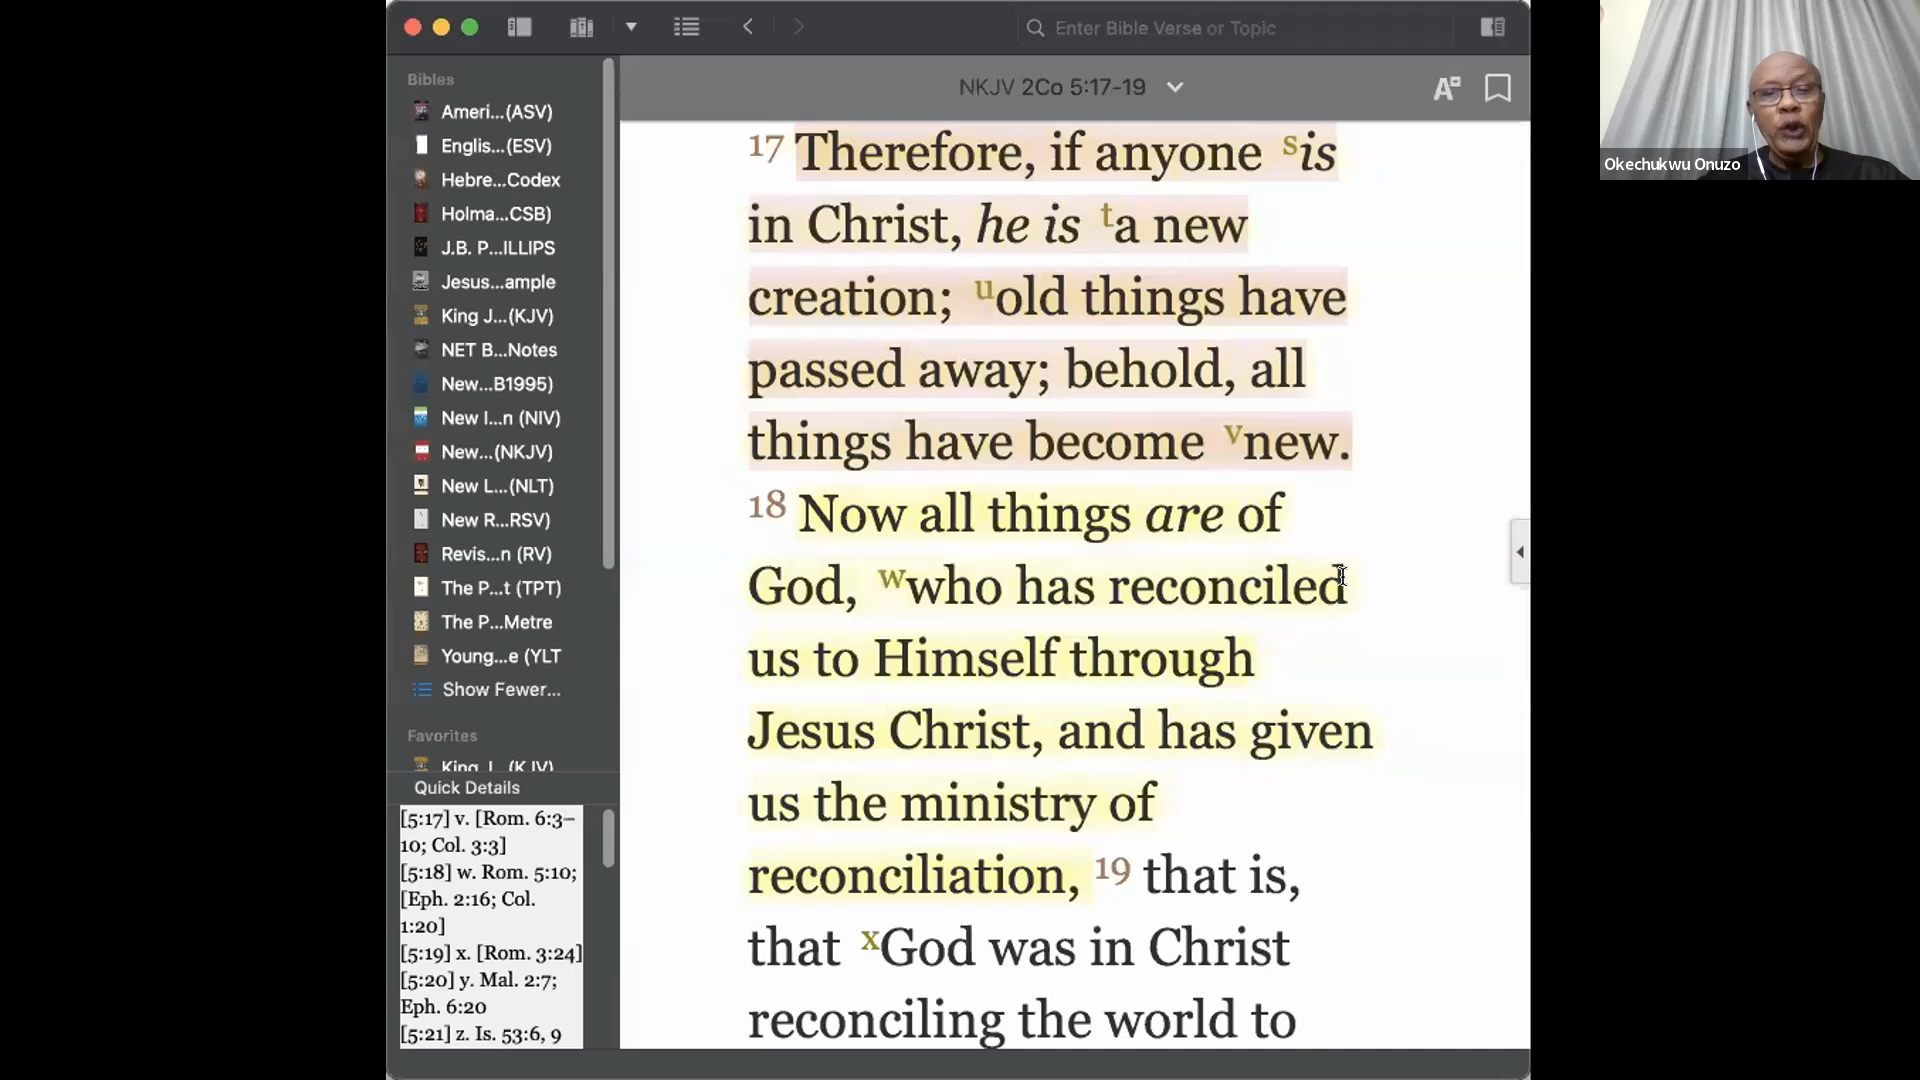 Enter Bible Verse or Topic
Bibles
Ameri...(ASV)
Englis...(ESV)
Hebre...Codex
Holma...CSB)
J.B. P...ILLIPS
Jesus...ample
King J...(KJV)
NET B...Notes
New...B1995)
New I...n (NIV)
New...(NKJV)
New L...(NLT)
New R...RSV)
Revis...n (RV)
The P...t (TPT)
The P...Metre
Young...e (YLT
Show Fewer...
Favorites
King J...(KJV)
Quick Details
[5:17] v. [Rom. 6:3–
10; Col. 3:3]
[5:18] w. Rom. 5:10;
[Eph. 2:16; Col.
1:20]
[5:19] x. [Rom. 3:24]
[5:20] y. Mal. 2:7;
Eph. 6:20
[5:21] z. Is. 53:6, 9
NKJV 2Co 5:17-19
17 Therefore, if anyone s is
in Christ, he is t a new
creation; u old things have
passed away; behold, all
things have become v new.
18 Now all things are of
God, w who has reconciled
us to Himself through
Jesus Christ, and has given
us the ministry of
reconciliation, 19 that is,
that x God was in Christ
reconciling the world to
Okechukwu Onuzo